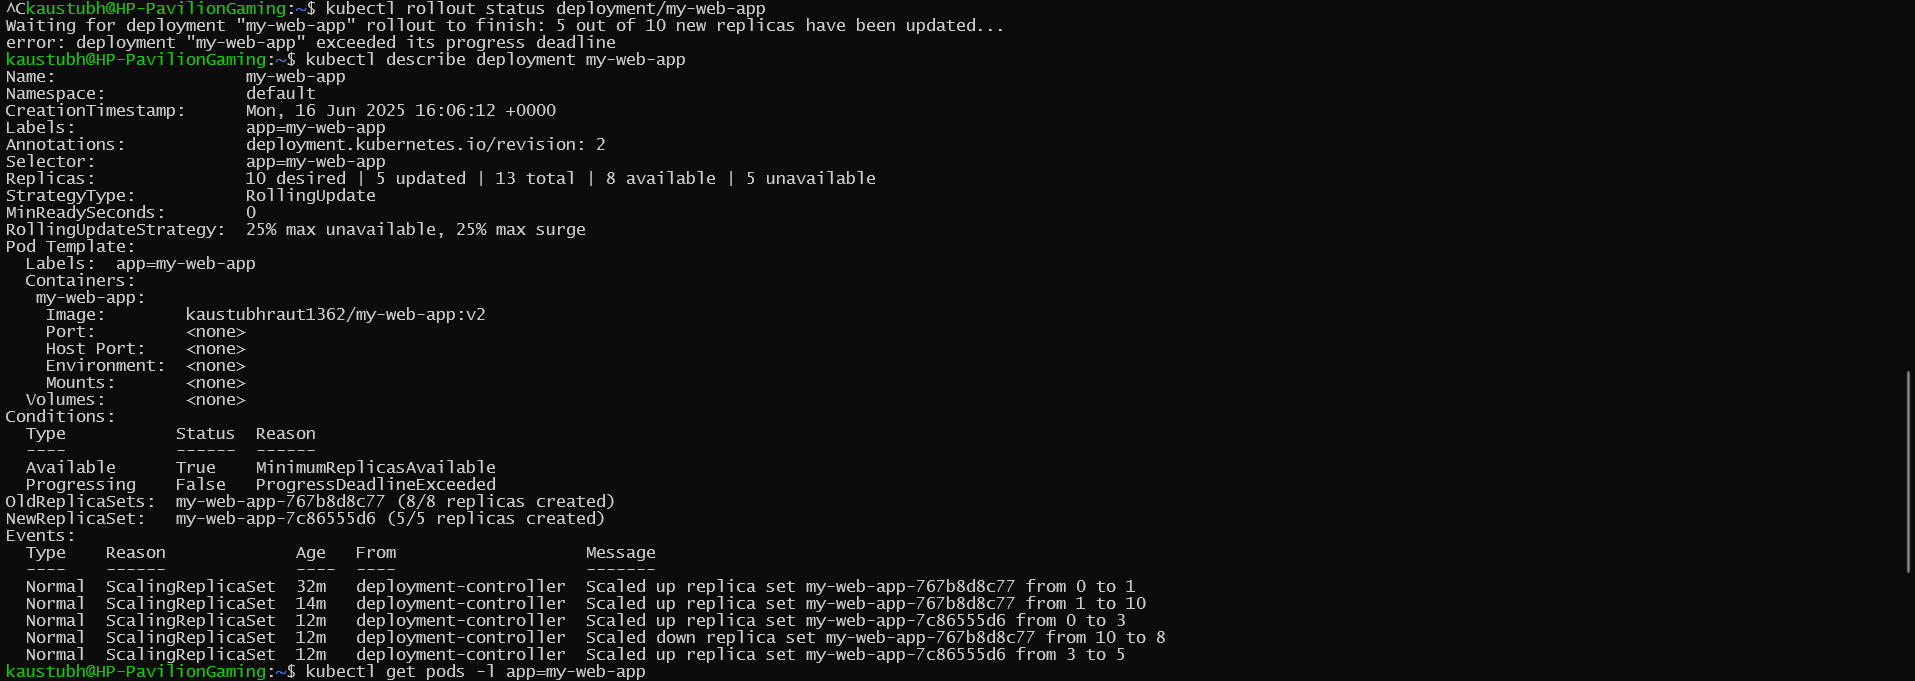 ^Ckaustubh@HP-PavilionGaming:~$ kubectl rollout status deployment/my-web-app
Waiting for deployment "my-web-app" rollout to finish: 5 out of 10 new replicas have been updated...
error: deployment "my-web-app" exceeded its progress deadline
kaustubh@HP-PavilionGaming:~$ kubectl describe deployment my-web-app
Name:                   my-web-app
Namespace:              default
CreationTimestamp:      Mon, 16 Jun 2025 16:06:12 +0000
Labels:                 app=my-web-app
Annotations:            deployment.kubernetes.io/revision: 2
Selector:               app=my-web-app
Replicas:               10 desired | 5 updated | 13 total | 8 available | 5 unavailable
StrategyType:           RollingUpdate
MinReadySeconds:        0
RollingUpdateStrategy:  25% max unavailable, 25% max surge
Pod Template:
  Labels:  app=my-web-app
  Containers:
   my-web-app:
    Image:        kaustubhraut1362/my-web-app:v2
    Port:         <none>
    Host Port:    <none>
    Environment:  <none>
    Mounts:       <none>
  Volumes:        <none>
Conditions:
  Type           Status  Reason
  ----           ------  ------
  Available      True    MinimumReplicasAvailable
  Progressing    False   ProgressDeadlineExceeded
OldReplicaSets:  my-web-app-767b8d8c77 (8/8 replicas created)
NewReplicaSet:   my-web-app-7c86555d6 (5/5 replicas created)
Events:
  Type    Reason             Age   From                   Message
  ----    ------             ----  ----                   -------
  Normal  ScalingReplicaSet  32m   deployment-controller  Scaled up replica set my-web-app-767b8d8c77 from 0 to 1
  Normal  ScalingReplicaSet  14m   deployment-controller  Scaled up replica set my-web-app-767b8d8c77 from 1 to 10
  Normal  ScalingReplicaSet  12m   deployment-controller  Scaled up replica set my-web-app-7c86555d6 from 0 to 3
  Normal  ScalingReplicaSet  12m   deployment-controller  Scaled down replica set my-web-app-767b8d8c77 from 10 to 8
  Normal  ScalingReplicaSet  12m   deployment-controller  Scaled up replica set my-web-app-7c86555d6 from 3 to 5
kaustubh@HP-PavilionGaming:~$ kubectl get pods -l app=my-web-app